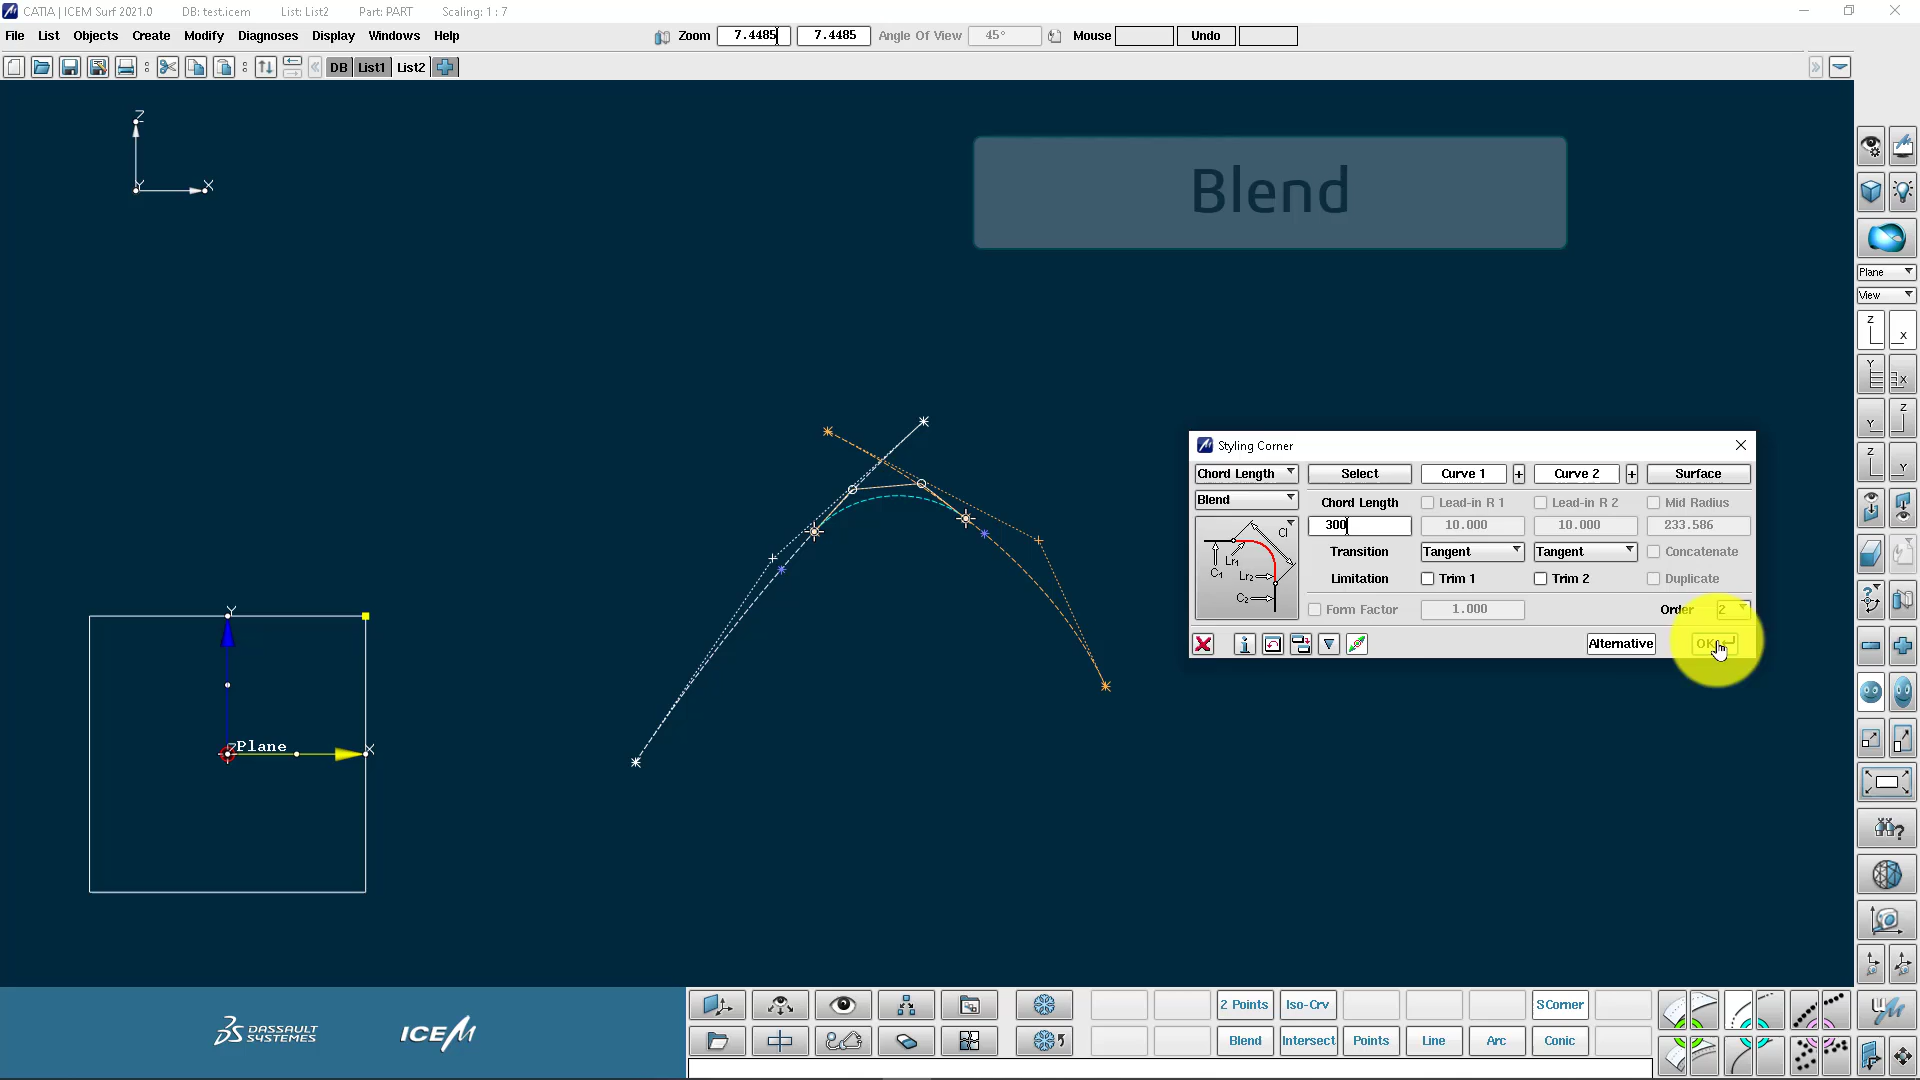 CATIA | ICEM Surf 2021.0 DB: test.icem List: List2 Part: PART Scaling: 1 : 7
File List Objects Create Modify Diagnoses Display Windows Help Zoom 7.4485 7.4485 Angle Of View 45° Mouse Undo
DB List1 List2
Z
Y X
Blend
Plane
View
Z
X
Y
X
Y Z
Z Y
Styling Corner
Chord Length Select Curve 1 + Curve 2 + Surface
Blend Chord Length Lead-in R 1 Lead-in R 2 Mid Radius
300 10.000 10.000 233.586
Cl
Lr1
C1
Lr2
C2
Transition Tangent Tangent Concatenate
Limitation Trim 1 Trim 2 Duplicate
Form Factor 1.000 Order 2
Alternative OK
Y
Plane X
DASSAULT SYSTEMES ICEM
2 Points Iso-Crv SCorner
Blend Intersect Points Line Arc Conic